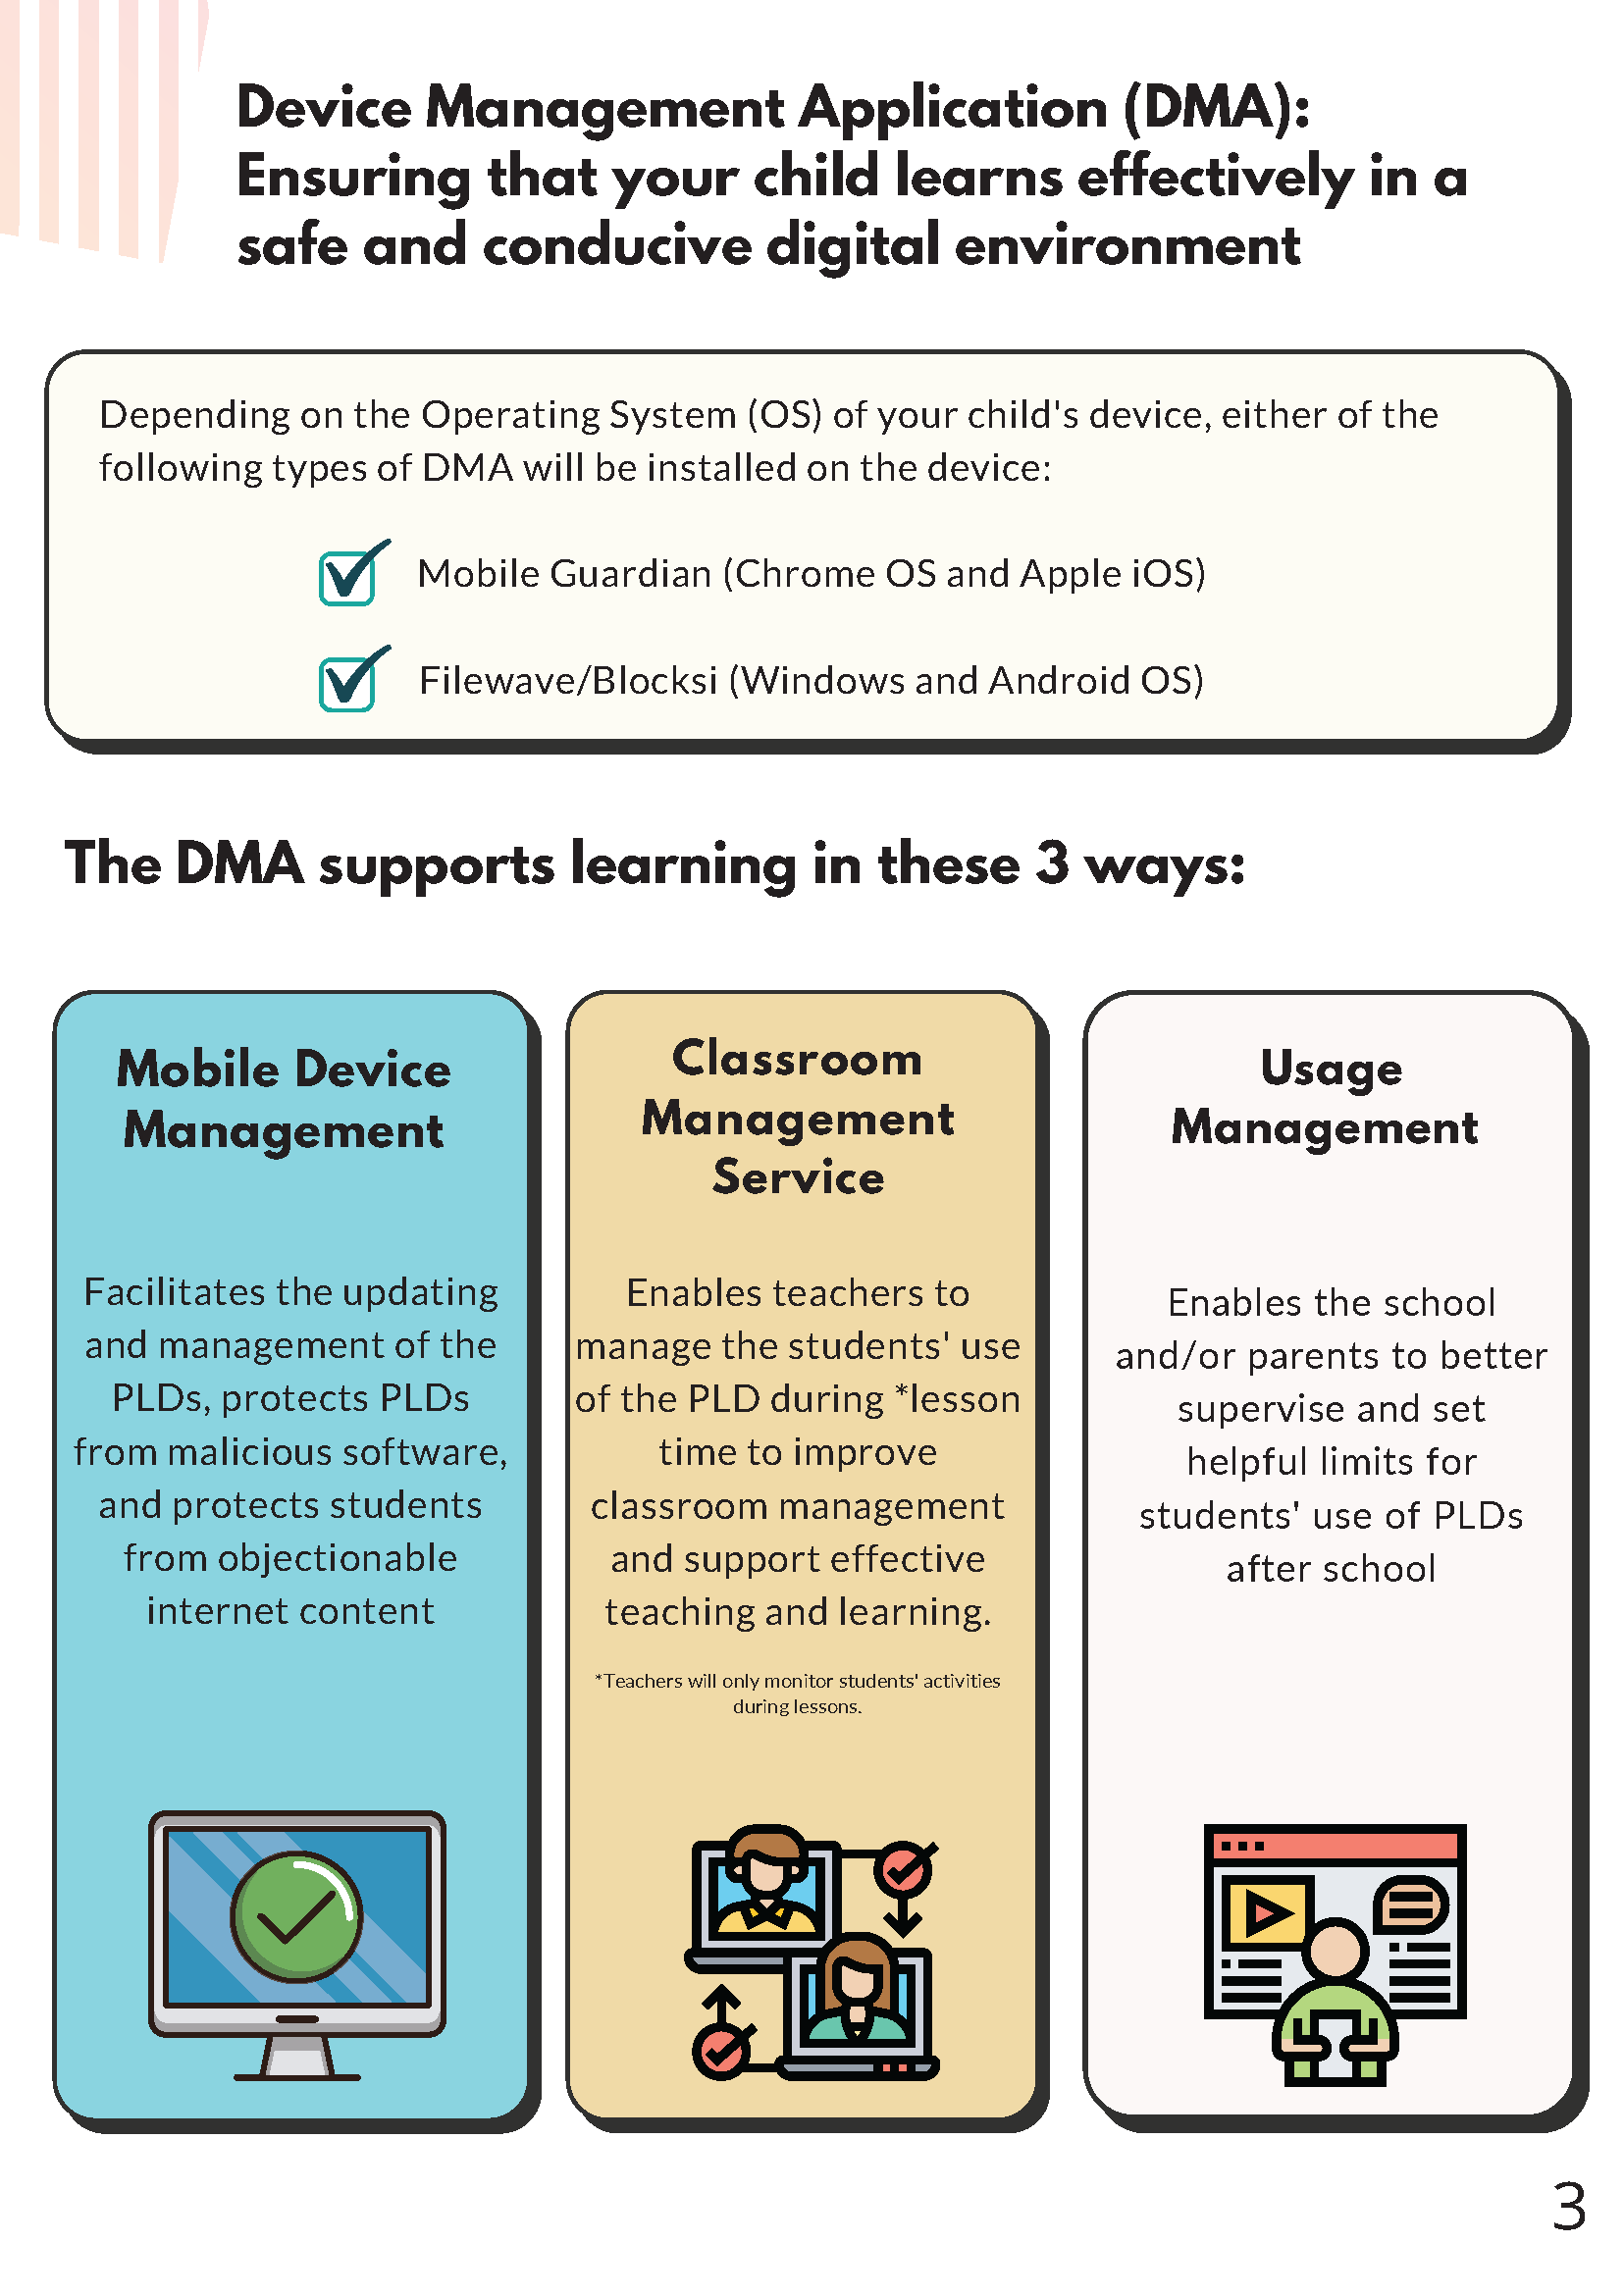 Device Management Application (DMA):
Ensuring that your child learns effectively in a
safe and conducive digital environment
Depending on the Operating System (OS) of your child's device, either of the
following types of DMA will be installed on the device:
Mobile Guardian (Chrome OS and Apple iOS)
Filewave/Blocksi (Windows and Android OS)
The DMA supports learning in these 3 ways:
Mobile Device
Management
Facilitates the updating
and management of the
PLDs, protects PLDs
from malicious software,
and protects students
from objectionable
internet content
Classroom
Management
Service
Enables teachers to
manage the students' use
of the PLD during *lesson
time to improve
classroom management
and support effective
teaching and learning.
*Teachers will only monitor students' activities
during lessons.
Usage
Management
Enables the school
and/or parents to better
supervise and set
helpful limits for
students' use of PLDs
after school
3